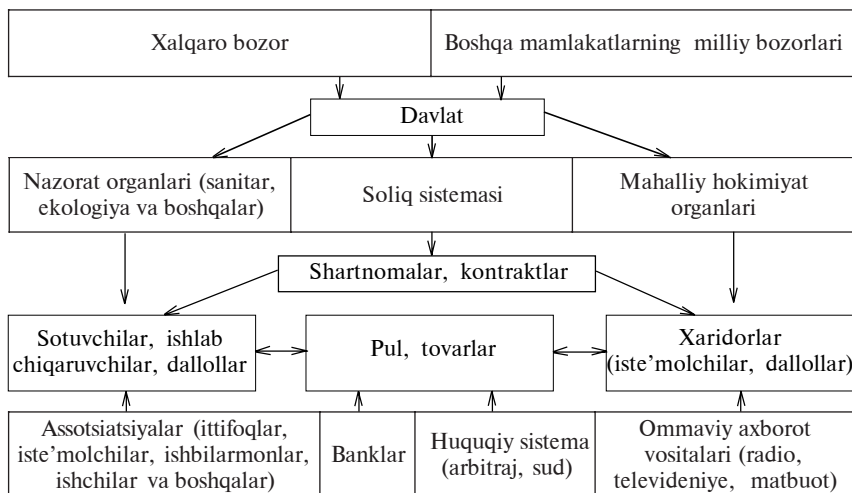 Xalqaro bozor
Boshqa mamlakatlarning milliy bozorlari
Davlat
Nazorat organlari (sanitar,
ekologiya va boshqalar)
Soliq sistemasi
Mahalliy hokimiyat
organlari
Shartnomalar, kontraktlar
Sotuvchilar, ishlab
chiqaruvchilar, dallollar
Pul, tovarlar
Xaridorlar
(iste’molchilar, dallollar)
Assotsiatsiyalar (ittifoqlar,
iste’molchilar, ishbilarmonlar,
ishchilar va boshqalar)
Banklar
Huquqiy sistema
(arbitraj, sud)
Ommaviy axborot
vositalari (radio,
televideniye, matbuot)